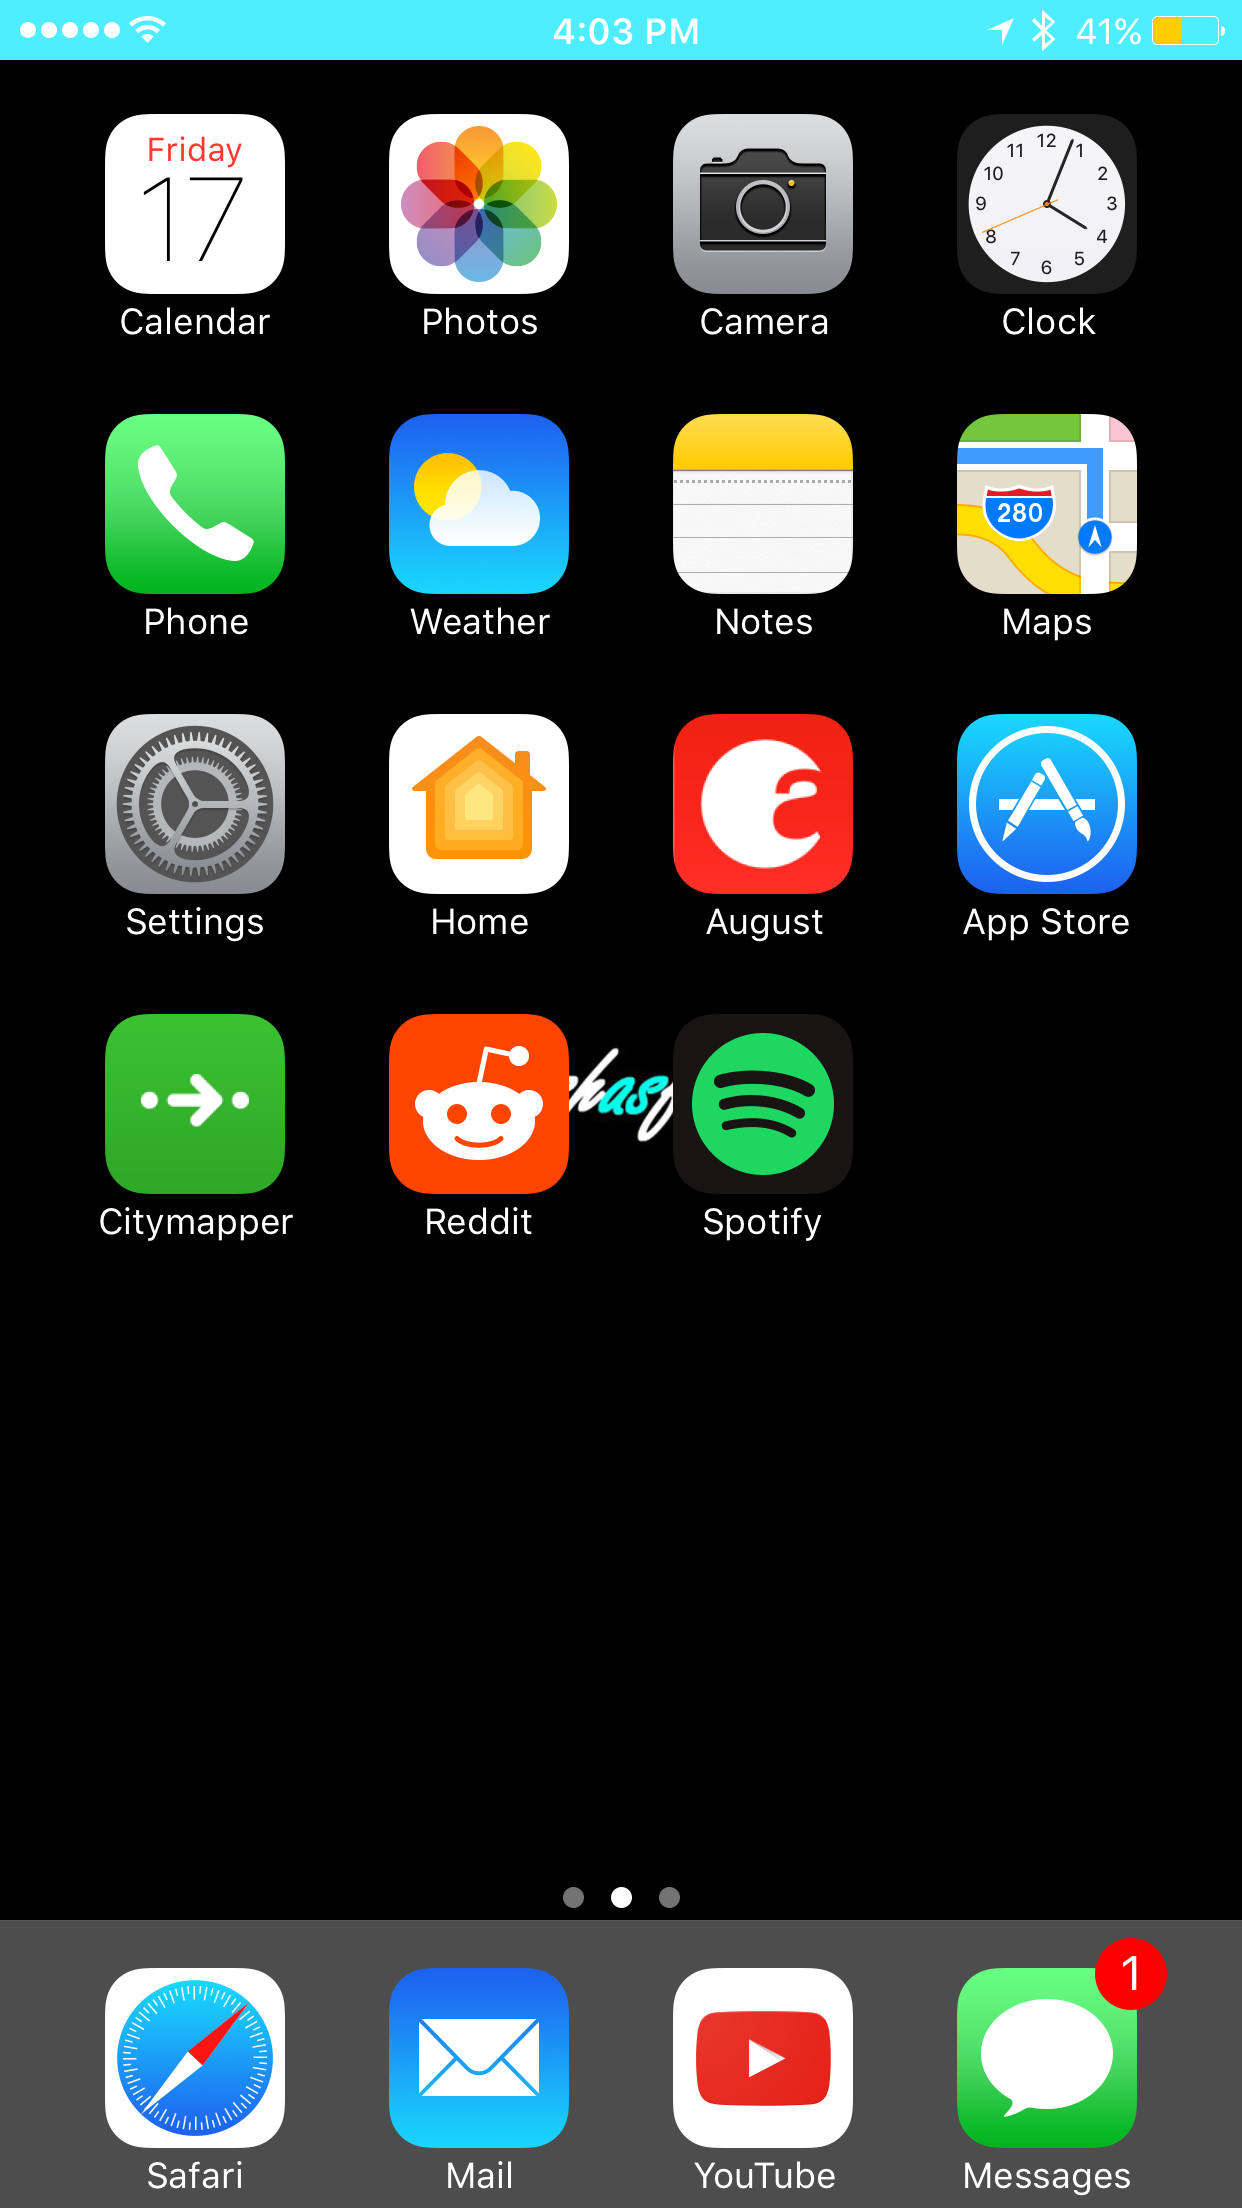 4:03 PM 41%
Friday
17
12
11 1
10 2
9 3
8 4
7 5
6
Calendar Photos Camera Clock
280
Phone Weather Notes Maps
a
Settings Home August App Store
has
Citymapper Reddit Spotify
1
Safari Mail YouTube Messages